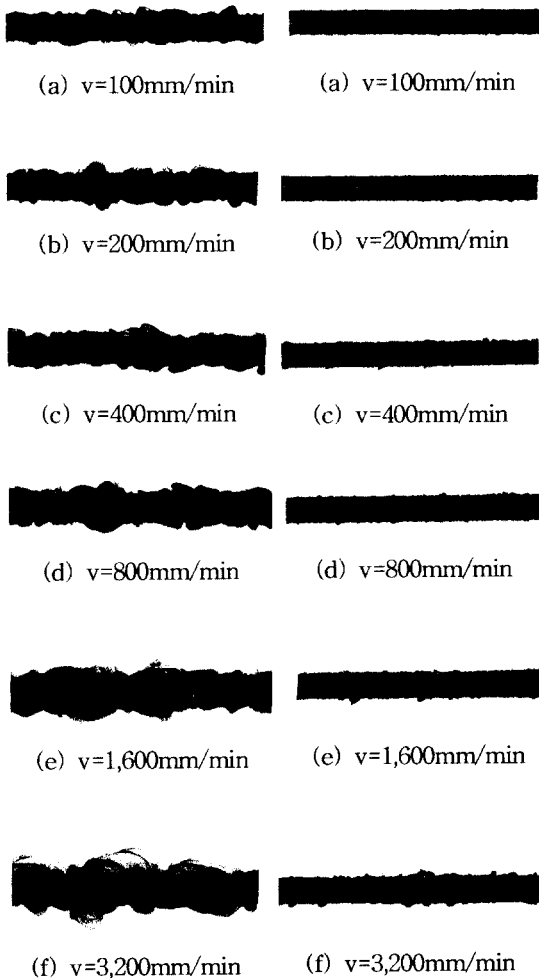 (a) v=100mm/min (a) v=100mm/min
(b) v=200mm/min (b) v=200mm/min
(c) v=400mm/min (c) v=400mm/min
(d) v=800mm/min (d) v=800mm/min
(e) v=1,600mm/min (e) v=1,600mm/min
(f) v=3,200mm/min (f) v=3,200mm/min